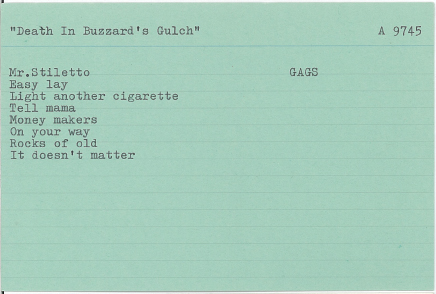 "Death In Buzzard's Gulch" A 9745
Mr.Stiletto GAGS
Easy lay
Light another cigarette
Tell mama
Money makers
On your way
Rocks of old
It doesn't matter